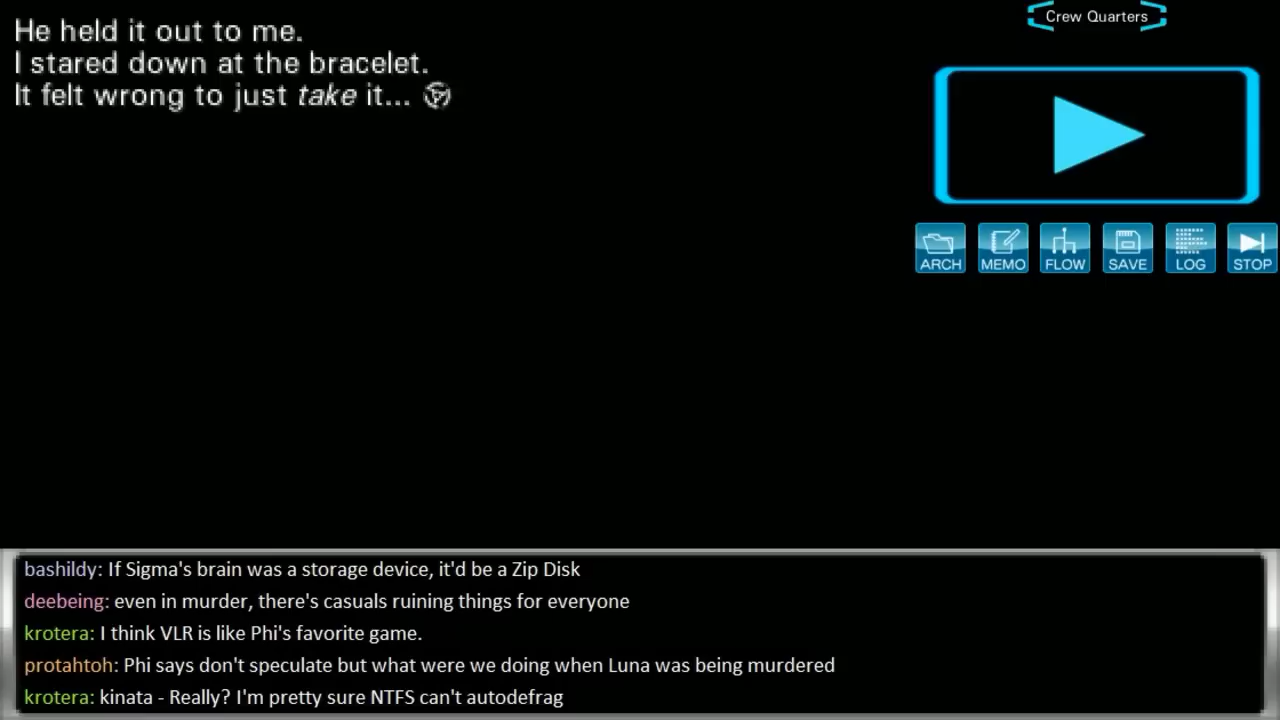 He held it out to me.
I stared down at the bracelet.
It felt wrong to just take it...
Crew Quarters
ARCH
MEMO
FLOW
SAVE
LOG
STOP
bashildy: If Sigma's brain was a storage device, it'd be a Zip Disk
deebeing: even in murder, there's casuals ruining things for everyone
krotera: I think VLR is like Phi's favorite game.
protahtoh: Phi says don't speculate but what were we doing when Luna was being murdered
krotera: kinata - Really? I'm pretty sure NTFS can't autodefrag